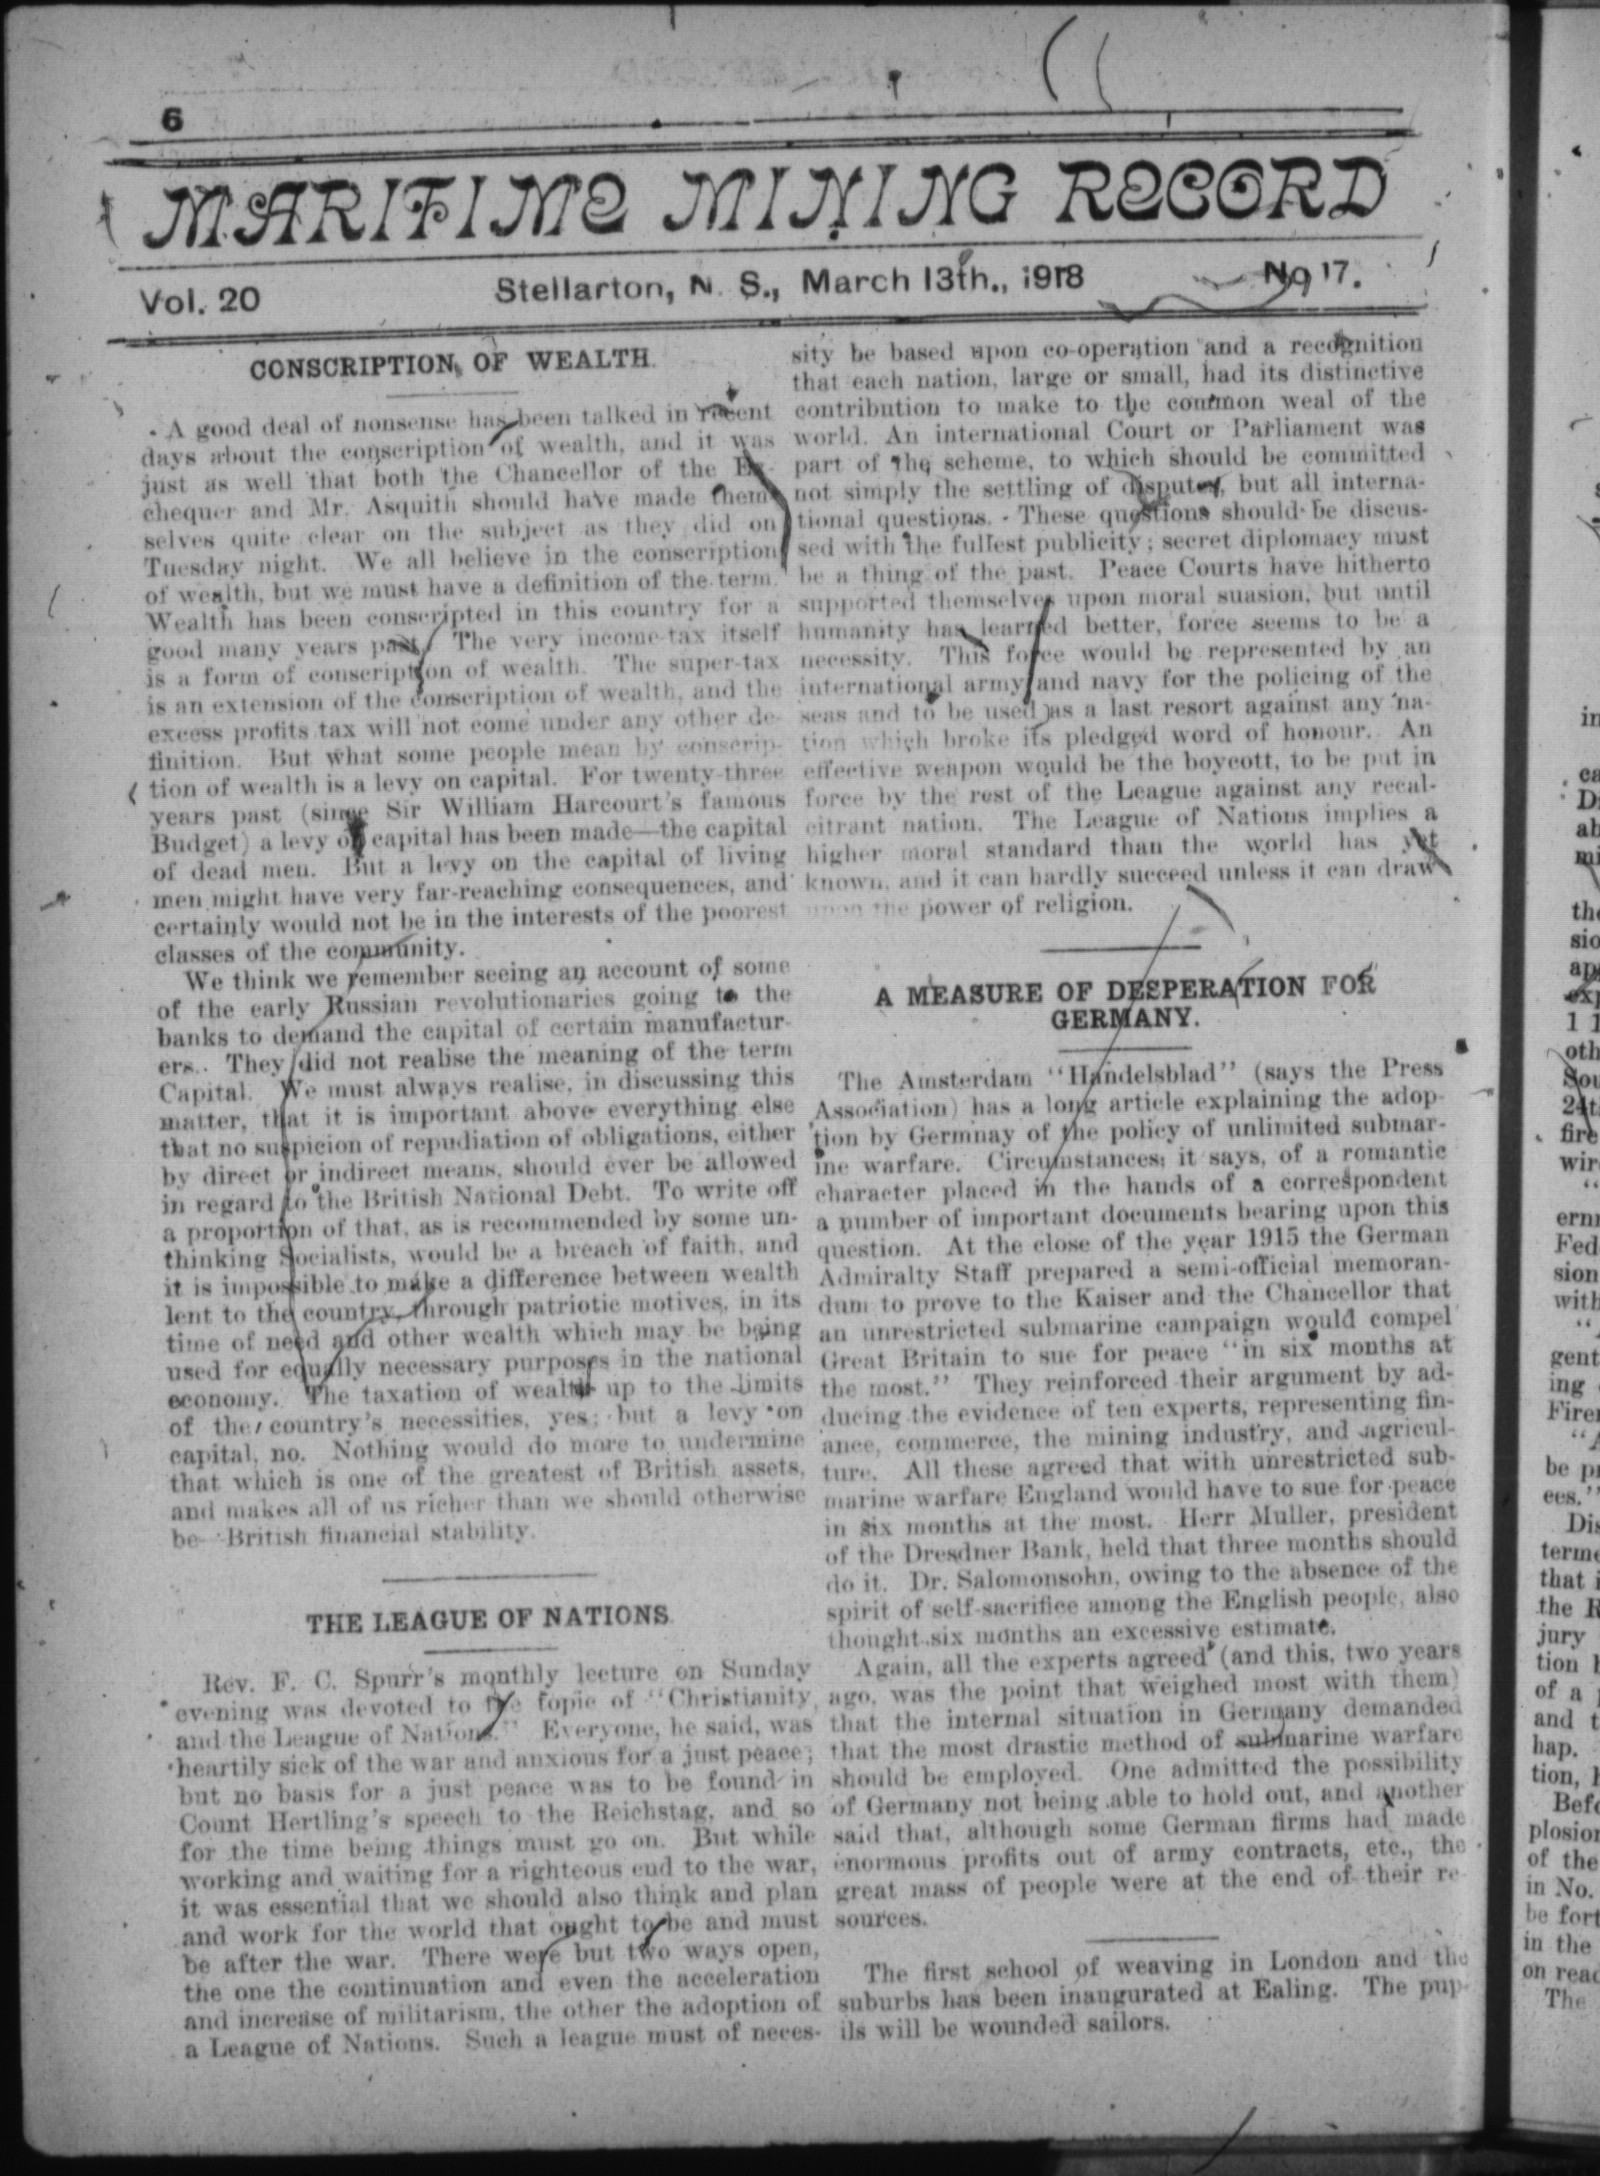 6
MARITIME MINING RECORD
Vol. 20 Stellarton, N. S., March 13th., 1918 No 17.
CONSCRIPTION OF WEALTH.
A good deal of nonsense has been talked in recent
days about the conscription of wealth, and it was
just as well that both the Chancellor of the Ex-
chequer and Mr. Asquith should have made them-
selves quite clear on the subject as they did on
Tuesday night. We all believe in the conscription
of wealth, but we must have a definition of the term.
Wealth has been conscripted in this country for a
good many years past. The very income-tax itself
is a form of conscription of wealth. The super-tax
is an extension of the conscription of wealth, and the
excess profits tax will not come under any other de-
finition. But what some people mean by conscrip-
tion of wealth is a levy on capital. For twenty-three
years past (since Sir William Harcourt's famous
Budget) a levy on capital has been made—the capital
of dead men. But a levy on the capital of living
men might have very far-reaching consequences, and
certainly would not be in the interests of the poorest
classes of the community.
We think we remember seeing an account of some
of the early Russian revolutionaries going to the
banks to demand the capital of certain manufactur-
ers. They did not realise the meaning of the term
Capital. We must always realise, in discussing this
matter, that it is important above everything else
that no suspicion of repudiation of obligations, either
by direct or indirect means, should ever be allowed
in regard to the British National Debt. To write off
a proportion of that, as is recommended by some un-
thinking Socialists, would be a breach of faith, and
it is impossible to make a difference between wealth
lent to the country through patriotic motives, in its
time of need and other wealth which may be being
used for equally necessary purposes in the national
economy. The taxation of wealth up to the limits
of the country's necessities, yes; but a levy on
capital, no. Nothing would do more to undermine
that which is one of the greatest of British assets,
and makes all of us richer than we should otherwise
be—British financial stability.
THE LEAGUE OF NATIONS
Rev. F. C. Spurr's monthly lecture on Sunday
evening was devoted to the topic of "Christianity
and the League of Nations." Everyone, he said, was
heartily sick of the war and anxious for a just peace;
but no basis for a just peace was to be found in
Count Hertling's speech to the Reichstag, and so
for the time being things must go on. But while
working and waiting for a righteous end to the war,
it was essential that we should also think and plan
and work for the world that ought to be and must
be after the war. There were but two ways open,
the one the continuation and even the acceleration
and increase of militarism, the other the adoption of
a League of Nations. Such a league must of neces-
sity be based upon co-operation and a recognition
that each nation, large or small, had its distinctive
contribution to make to the common weal of the
world. An international Court or Parliament was
part of the scheme, to which should be committed
not simply the settling of disputes, but all interna-
tional questions. These questions should be discus-
sed with the fullest publicity; secret diplomacy must
be a thing of the past. Peace Courts have hitherto
supported themselves upon moral suasion, but until
humanity has learned better, force seems to be a
necessity. This force would be represented by an
international army and navy for the policing of the
seas and to be used as a last resort against any na-
tion which broke its pledged word of honour. An
effective weapon would be the boycott, to be put in
force by the rest of the League against any recal-
citrant nation. The League of Nations implies a
higher moral standard than the world has yet
known, and it can hardly succeed unless it can draw
upon the power of religion.
A MEASURE OF DESPERATION FOR
GERMANY.
The Amsterdam "Handelsblad" (says the Press
Association) has a long article explaining the adop-
tion by Germnay of the policy of unlimited submar-
ine warfare. Circumstances, it says, of a romantic
character placed in the hands of a correspondent
a number of important documents bearing upon this
question. At the close of the year 1915 the German
Admiralty Staff prepared a semi-official memoran-
dum to prove to the Kaiser and the Chancellor that
an unrestricted submarine campaign would compel
Great Britain to sue for peace "in six months at
the most." They reinforced their argument by ad-
ducing the evidence of ten experts, representing fin-
ance, commerce, the mining industry, and agricul-
ture. All these agreed that with unrestricted sub-
marine warfare England would have to sue for peace
in six months at the most. Herr Muller, president
of the Dresdner Bank, held that three months should
do it. Dr. Salomonsohn, owing to the absence of the
spirit of self-sacrifice among the English people, also
thought six months an excessive estimate.
Again, all the experts agreed (and this, two years
ago, was the point that weighed most with them)
that the internal situation in Germany demanded
that the most drastic method of submarine warfare
should be employed. One admitted the possibility
of Germany not being able to hold out, and another
said that, although some German firms had made
enormous profits out of army contracts, etc., the
great mass of people were at the end of their re-
sources.
The first school of weaving in London and the
suburbs has been inaugurated at Ealing. The pup-
ils will be wounded sailors.